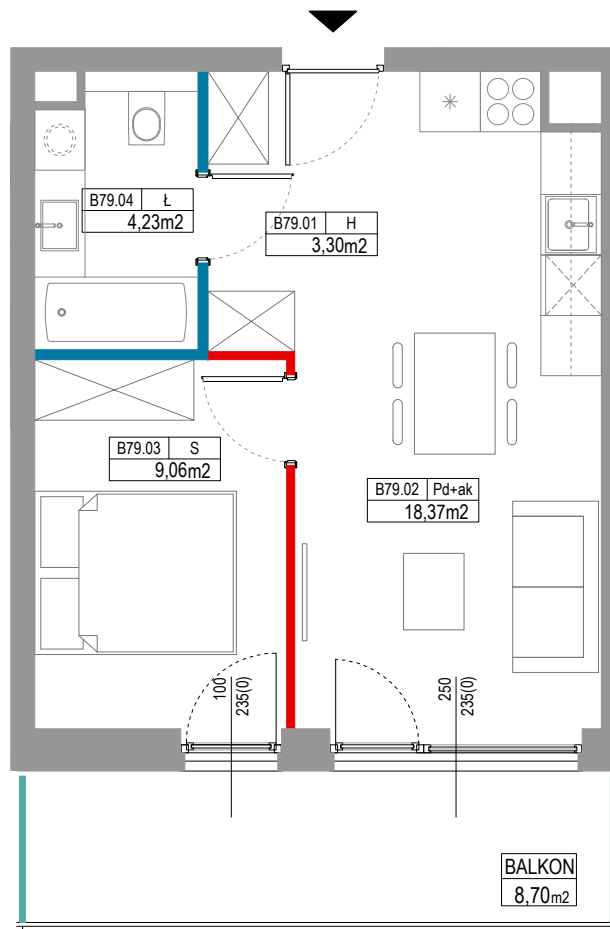 B79.04 Ł
4,23m2
B79.01 H
3,30m2
B79.03 S
9,06m2
B79.02 Pd+ak
18,37m2
100
235(0)
250
235(0)
BALKON
8,70m2